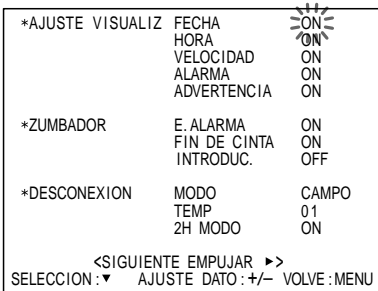 *AJUSTE VISUALIZ FECHA ON
HORA ON
VELOCIDAD ON
ALARMA ON
ADVERTENCIA ON
*ZUMBADOR E.ALARMA ON
FIN DE CINTA ON
INTRODUC. OFF
*DESCONEXION MODO CAMPO
TEMP 01
2H MODO ON
<SIGUIENTE EMPUJAR ►>
SELECCION:▼ AJUSTE DATO:+/− VOLVE:MENU